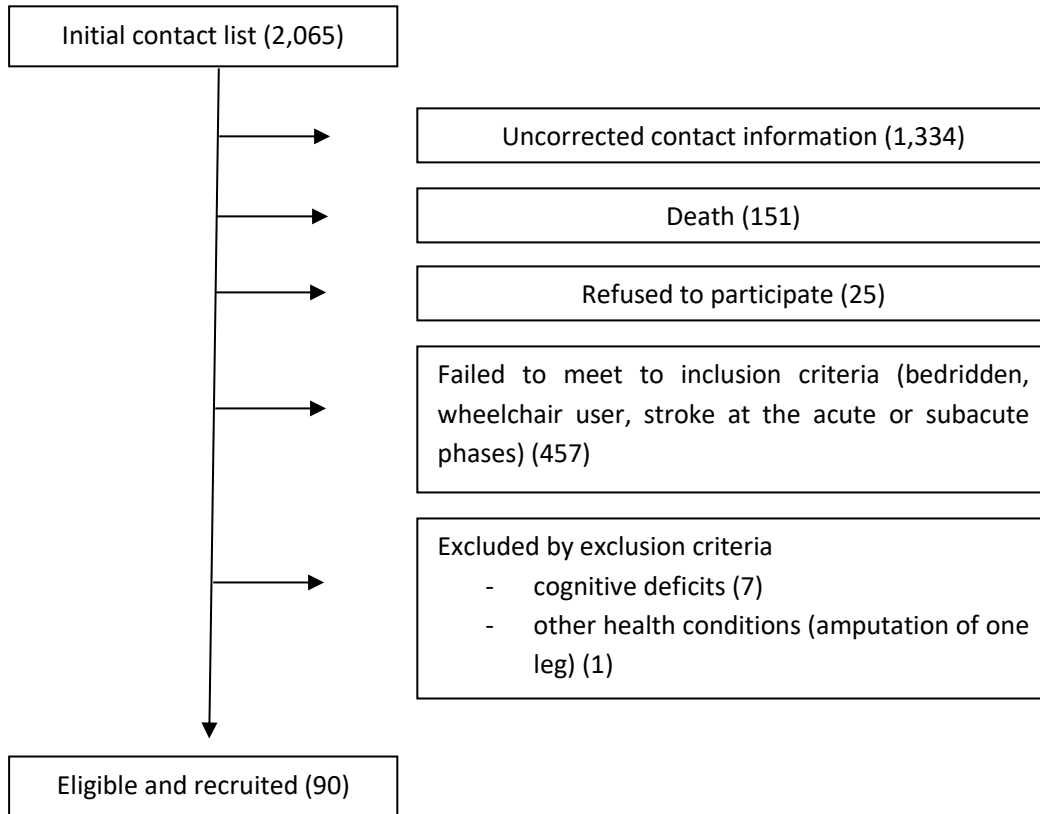 Initial contact list (2,065)
Uncorrected contact information (1,334)
Death (151)
Refused to participate (25)
Failed to meet to inclusion criteria (bedridden,
wheelchair user, stroke at the acute or subacute
phases) (457)
Excluded by exclusion criteria
- cognitive deficits (7)
- other health conditions (amputation of one
leg) (1)
Eligible and recruited (90)